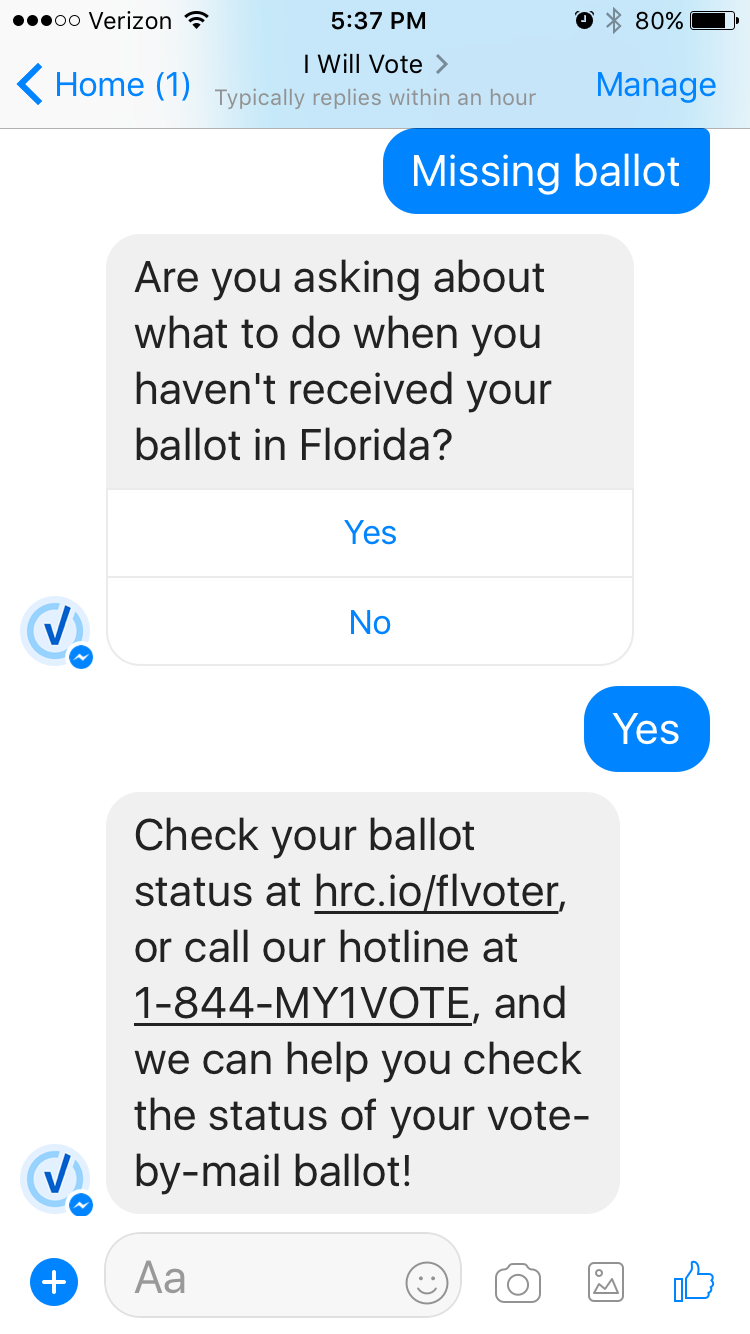 Verizon 5:37 PM 80%
Home (1) I Will Vote Manage
Typically replies within an hour
Missing ballot
Are you asking about
what to do when you
haven't received your
ballot in Florida?
Yes
No
Yes
Check your ballot
status at hrc.io/flvoter,
or call our hotline at
1-844-MY1VOTE, and
we can help you check
the status of your vote-
by-mail ballot!
Aa